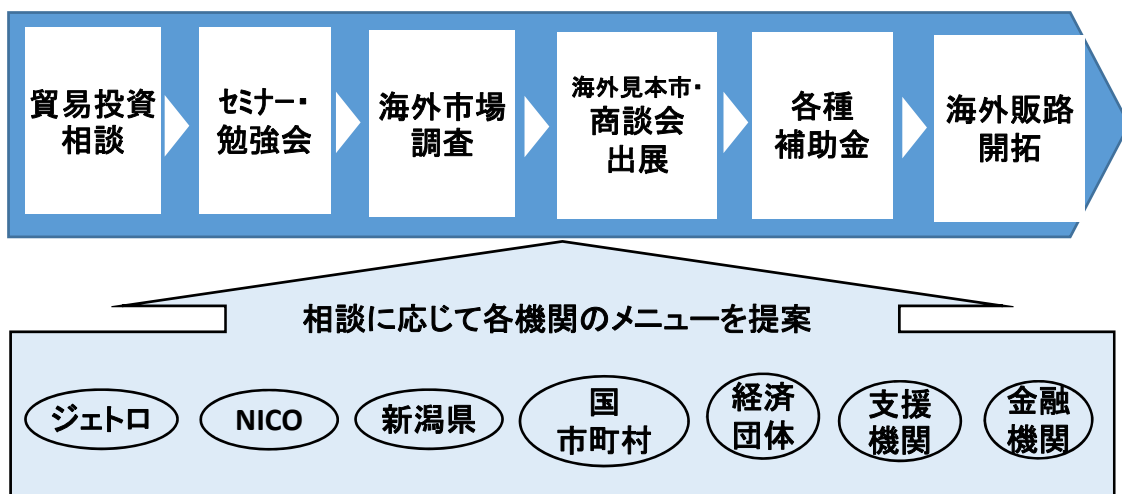 貿易投資
相談
セミナー・
勉強会
海外市場
調査
海外見本市・
商談会
出展
各種
補助金
海外販路
開拓
相談に応じて各機関のメニューを提案
ジェトロ
NICO
新潟県
国
市町村
経済
団体
支援
機関
金融
機関